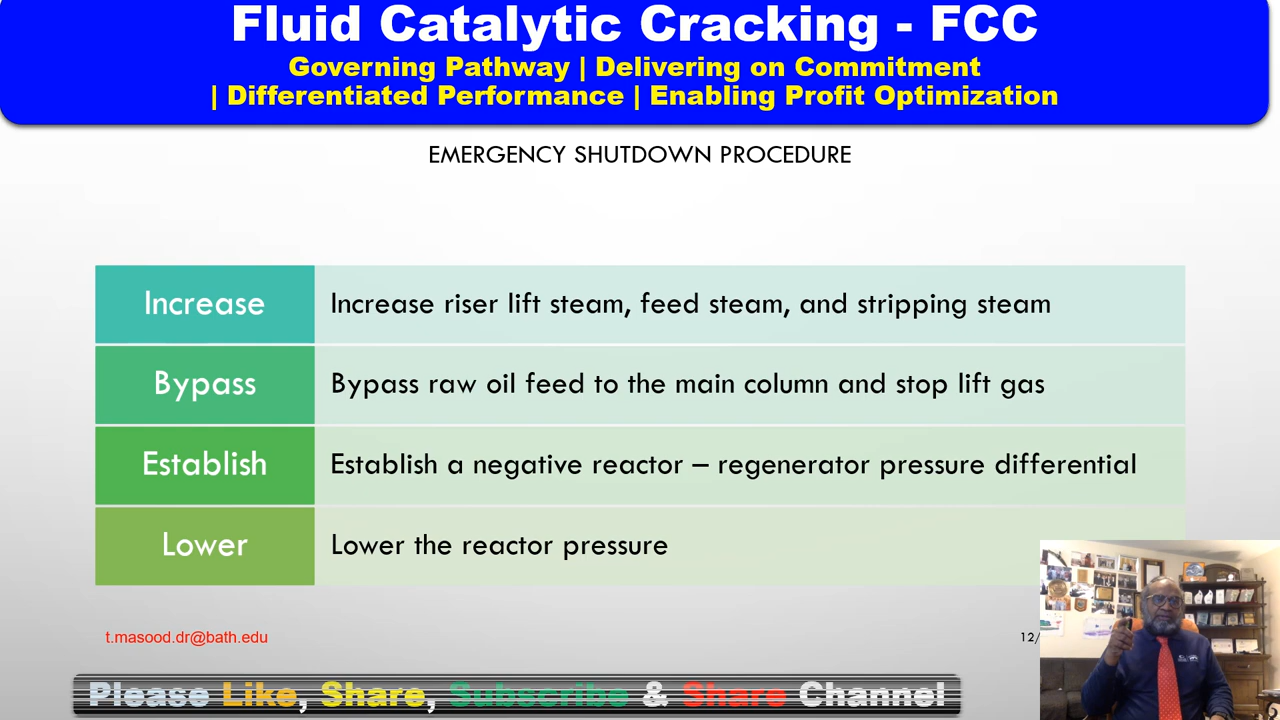 Fluid Catalytic Cracking - FCC
Governing Pathway | Delivering on Commitment
| Differentiated Performance | Enabling Profit Optimization
EMERGENCY SHUTDOWN PROCEDURE
Increase
Increase riser lift steam, feed steam, and stripping steam
Bypass
Bypass raw oil feed to the main column and stop lift gas
Establish
Establish a negative reactor – regenerator pressure differential
Lower
Lower the reactor pressure
t.masood.dr@bath.edu
12/
Please Like, Share, Subscribe & Share Channel